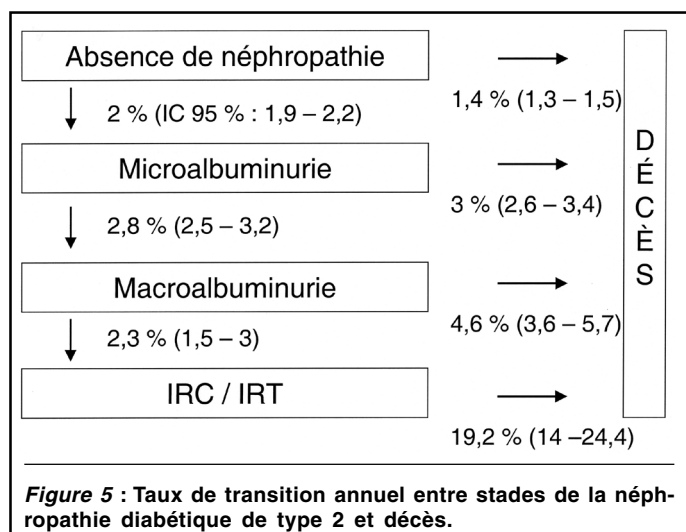 Absence de néphropathie
1,4 % (1,3 – 1,5)
2 % (IC 95 % : 1,9 – 2,2)
Microalbuminurie
3 % (2,6 – 3,4)
2,8 % (2,5 – 3,2)
Macroalbuminurie
4,6 % (3,6 – 5,7)
2,3 % (1,5 – 3)
IRC / IRT
19,2 % (14 –24,4)
DÉCÈS
Figure 5 : Taux de transition annuel entre stades de la néph-
ropathie diabétique de type 2 et décès.